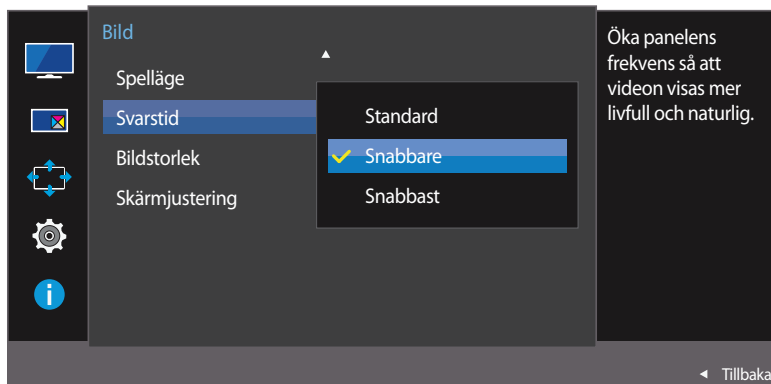 Bild
Spelläge
Svarstid
Bildstorlek
Skärmjustering
Standard
Snabbare
Snabbast
Öka panelens
frekvens så att
videon visas mer
livfull och naturlig.
Tillbaka